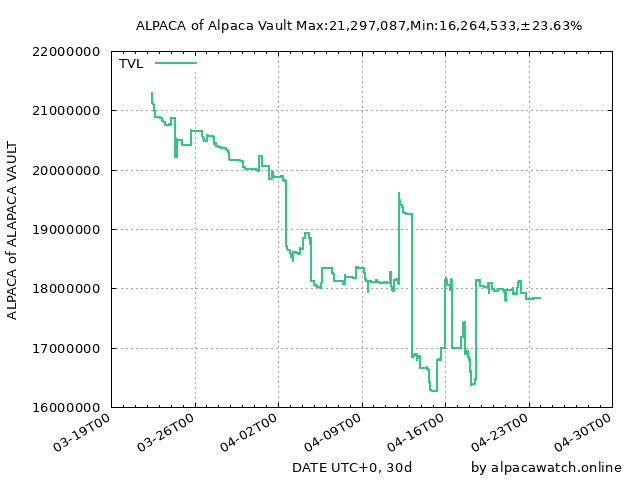 ALPACA of Alpaca Vault Max:21,297,087,Min:16,264,533,±23.63%
22000000
TVL
21000000
20000000
19000000
18000000
17000000
16000000
ALPACA of ALAPACA VAULT
03-19T00
03-26T00
04-02T00
04-09T00
04-16T00
04-23T00
04-30T00
DATE UTC+0, 30d
by alpacawatch.online